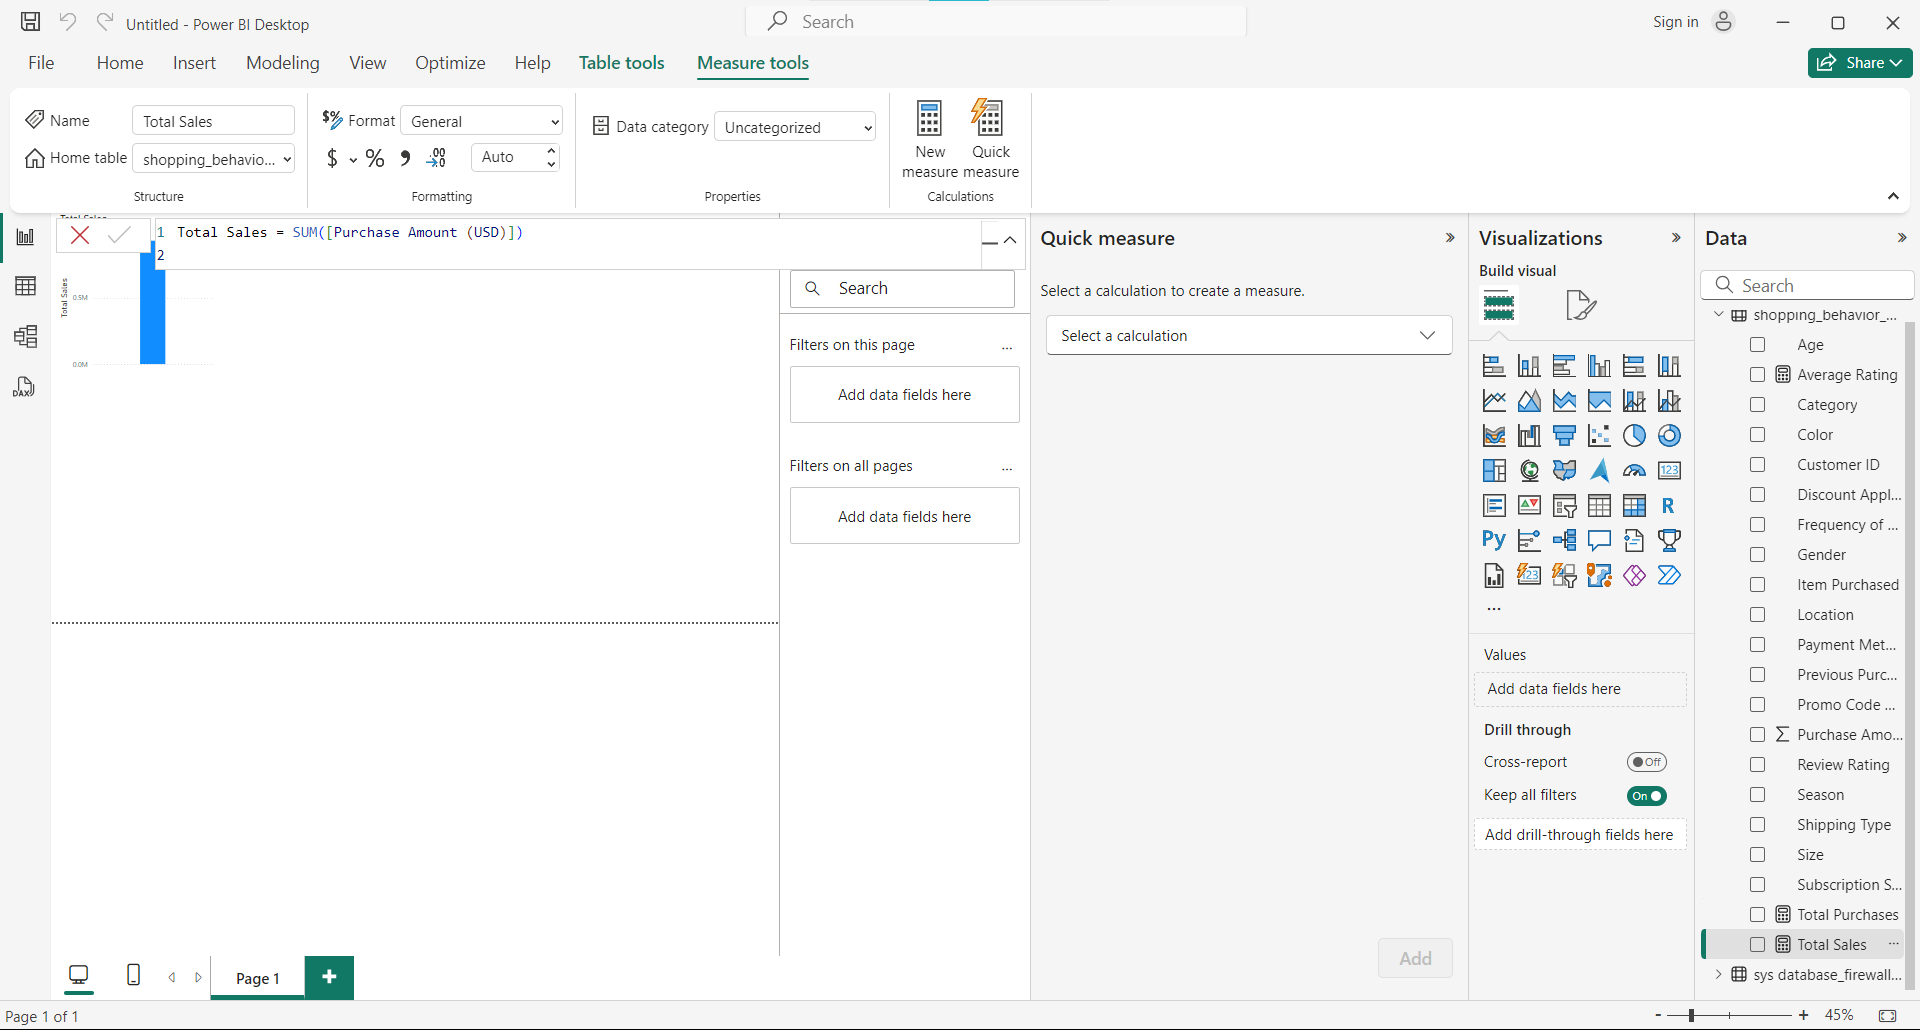 Untitled - Power BI Desktop
Search
Sign in
File
Home
Insert
Modeling
View
Optimize
Help
Table tools
Measure tools
Share
Name
Total Sales
Home table
shopping_behavio...
Structure
$% Format
General
$ % ,
.00
Auto
Formatting
Data category
Uncategorized
Properties
New measure
Quick measure
Calculations
Total Sales
1 Total Sales = SUM([Purchase Amount (USD)])
2
Total Sales
0.5M
0.0M
Search
Filters on this page
...
Add data fields here
Filters on all pages
...
Add data fields here
Quick measure
Select a calculation to create a measure.
Select a calculation
Add
Visualizations
Build visual
123
R
Py
123
...
Values
Add data fields here
Drill through
Cross-report
Off
Keep all filters
On
Add drill-through fields here
Data
Search
shopping_behavior_...
Age
Average Rating
Category
Color
Customer ID
Discount Appl...
Frequency of ...
Gender
Item Purchased
Location
Payment Met...
Previous Purc...
Promo Code ...
Purchase Amo...
Review Rating
Season
Shipping Type
Size
Subscription S...
Total Purchases
Total Sales
...
sys database_firewall...
DAX
Page 1
+
Page 1 of 1
- + 45%